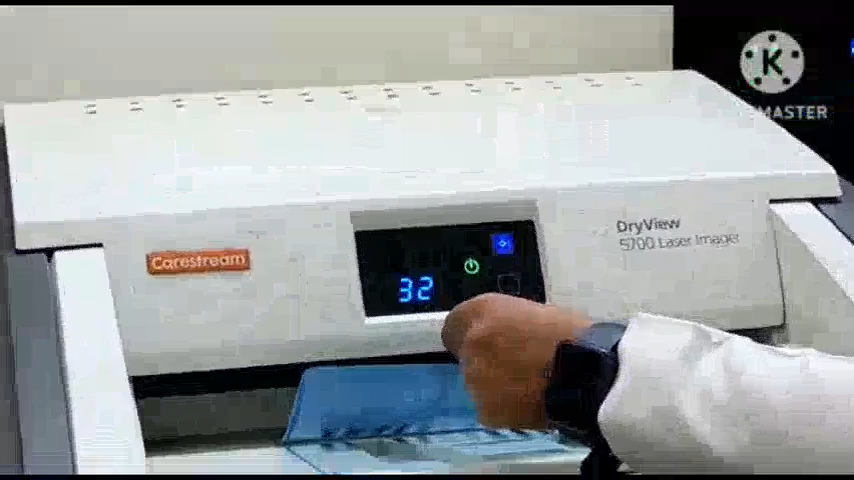 K
MASTER
DryView
5700 Laser Imager
Carestream
32